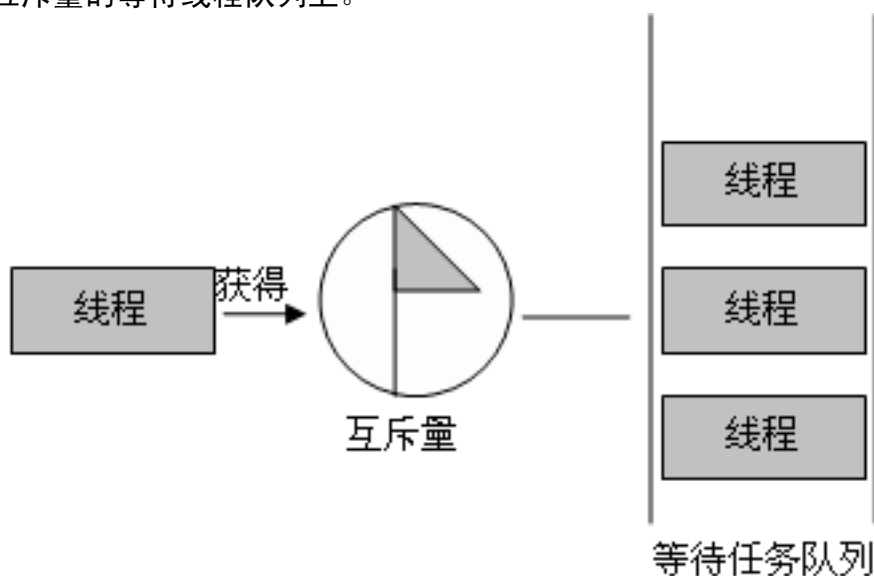 互斥量的等待线程队列上。
线程
线程
获得
线程
互斥量
线程
等待任务队列